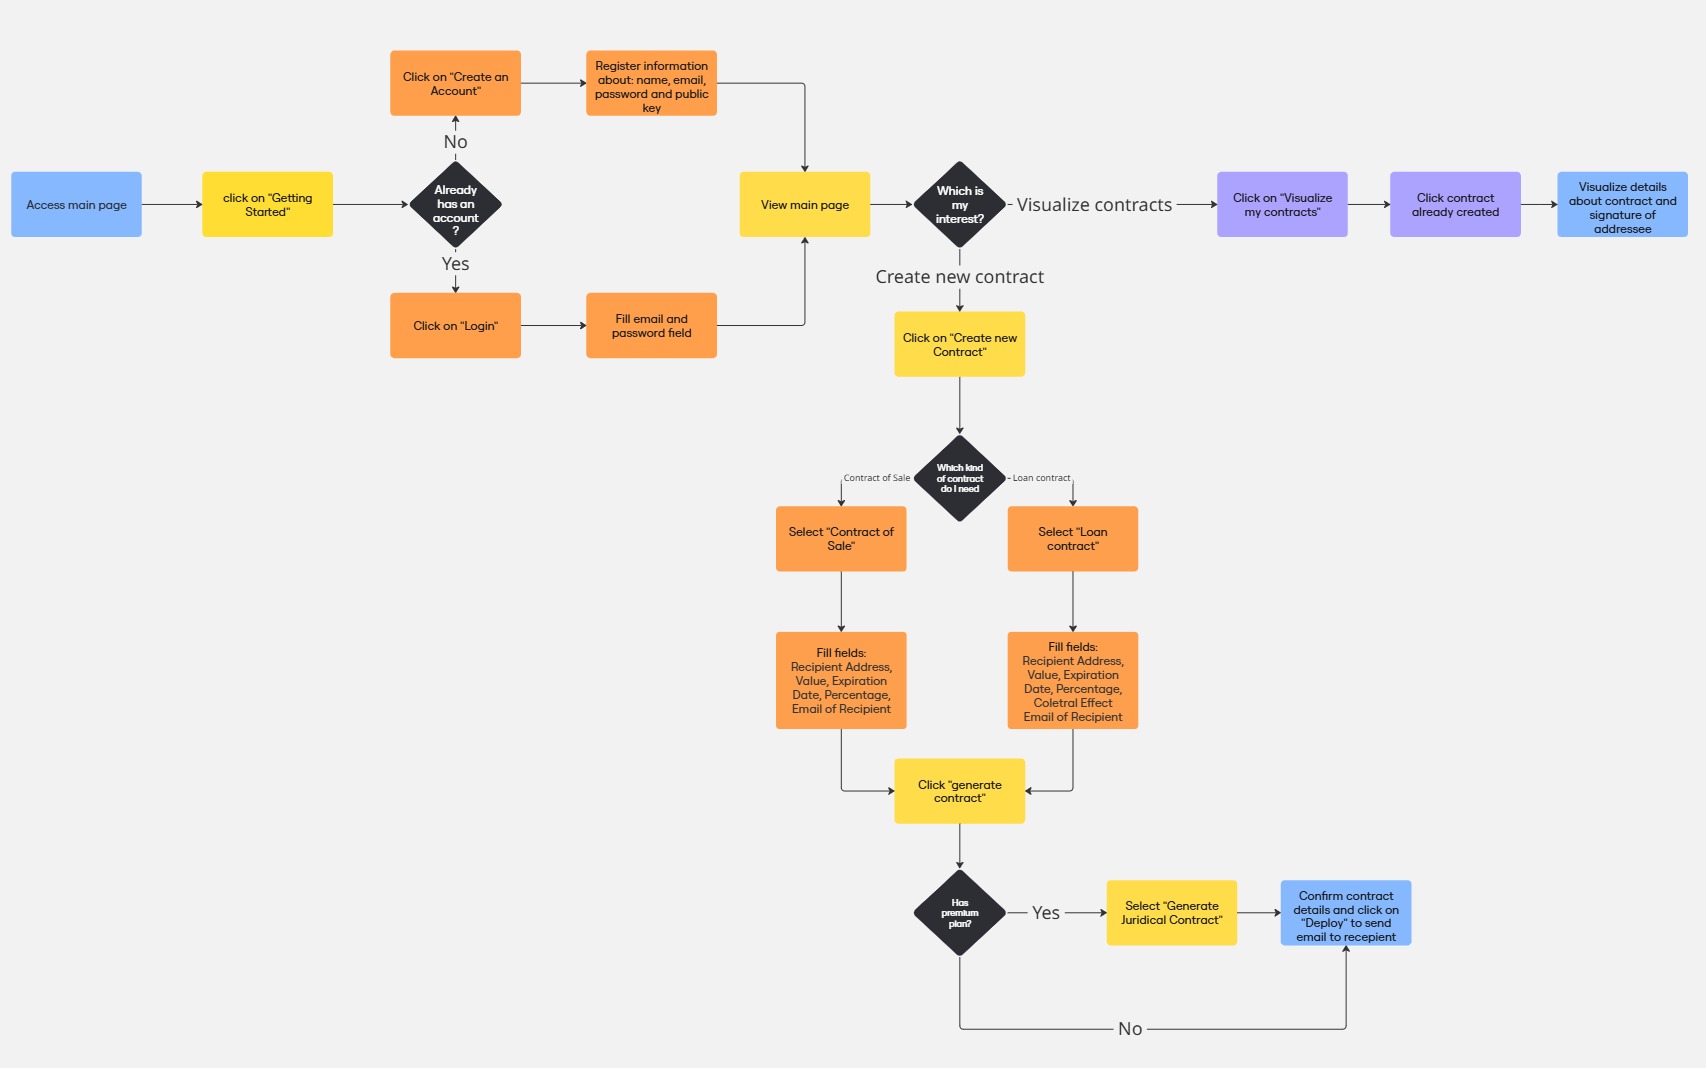 Click on "Create an
Account"
Register information
about: name, email,
password and public
key
No
Access main page
click on "Getting
Started"
Already
has an
account
?
View main page
Which is
my
interest?
Visualize contracts
Click on "Visualize
my contracts"
Click contract
already created
Visualize details
about contract and
signature of
addressee
Yes
Create new contract
Click on "Login"
Fill email and
password field
Click on "Create new
Contract"
Which kind
of contract
do I need
Contract of Sale
Loan contract
Select "Contract of
Sale"
Select "Loan
contract"
Fill fields:
Recipient Address,
Value, Expiration
Date, Percentage,
Email of Recipient
Fill fields:
Recipient Address,
Value, Expiration
Date, Percentage,
Coletral Effect
Email of Recipient
Click "generate
contract"
Has
premium
plan?
Yes
Select "Generate
Juridical Contract"
Confirm contract
details and click on
"Deploy" to send
email to recepient
No